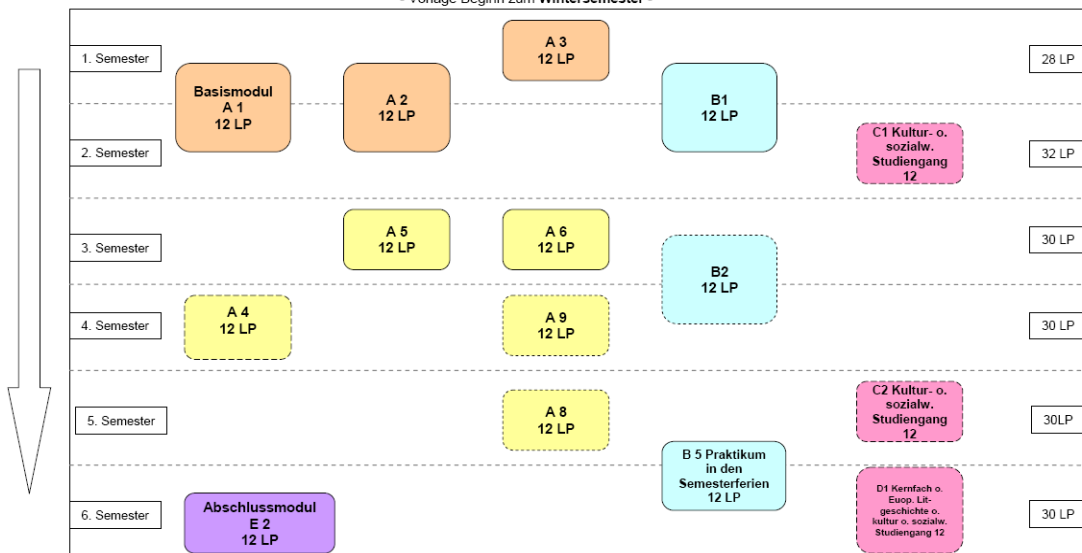 - Vorlage Beginn zum Wintersemester -
1. Semester
A 3
12 LP
28 LP
Basismodul
A 1
12 LP
A 2
12 LP
B1
12 LP
2. Semester
C1 Kultur- o.
sozialw.
Studiengang
12
32 LP
3. Semester
A 5
12 LP
A 6
12 LP
30 LP
B2
12 LP
4. Semester
A 4
12 LP
A 9
12 LP
30 LP
5. Semester
A 8
12 LP
C2 Kultur- o.
sozialw.
Studiengang
12
30LP
B 5 Praktikum
in den
Semesterferien
12 LP
6. Semester
Abschlussmodul
E 2
12 LP
D1 Kernfach o.
Euop. Lit-
geschichte o.
kultur o. sozialw.
Studiengang 12
30 LP